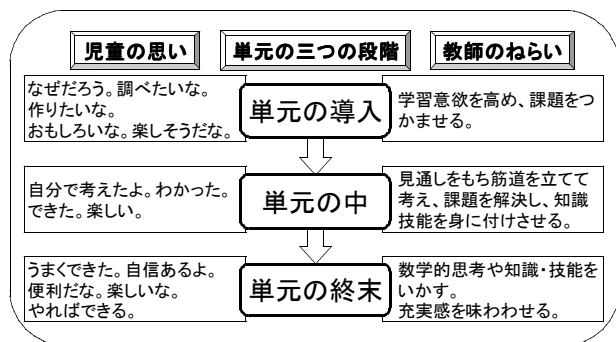 児童の思い
単元の三つの段階
教師のねらい
なぜだろう。調べたいな。
作りたいな。
おもしろいな。楽しそうだな。
単元の導入
学習意欲を高め、課題をつ
かませる。
自分で考えたよ。わかった。
できた。楽しい。
単元の中
見通しをもち筋道を立てて
考え、課題を解決し、知識
技能を身に付けさせる。
うまくできた。自信あるよ。
便利だな。楽しいな。
やればできる。
単元の終末
数学的思考や知識・技能を
いかす。
充実感を味わわせる。